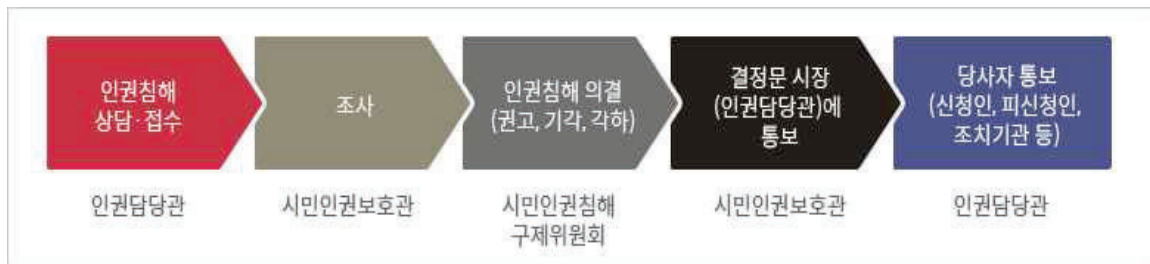 인권침해
상담·접수
조사
인권침해 의결
(권고, 기각, 각하)
결정문 시장
(인권담당관)에
통보
당사자 통보
(신청인, 피신청인,
조치기관 등)
인권담당관
시민인권보호관
시민인권침해
구제위원회
시민인권보호관
인권담당관